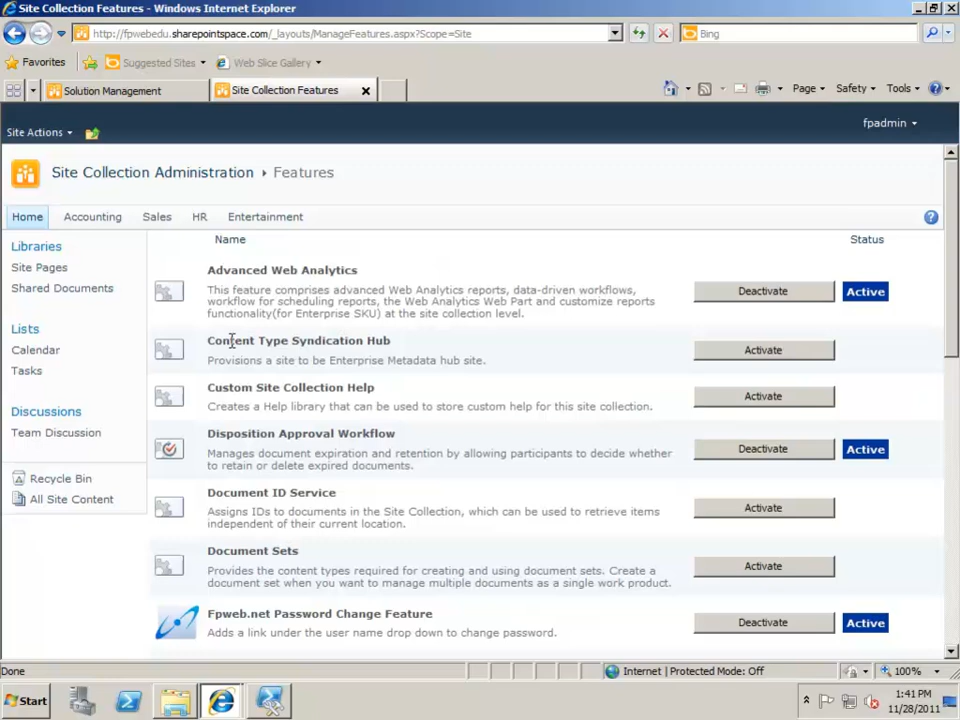 Site Collection Features - Windows Internet Explorer
http://fpwebedu.sharepointspace.com/_layouts/ManageFeatures.aspx?Scope=Site
Bing
Favorites
Suggested Sites
Web Slice Gallery
Solution Management
Site Collection Features
Page
Safety
Tools
Site Actions
fpadmin
Site Collection Administration
Features
Home
Accounting
Sales
HR
Entertainment
Libraries
Site Pages
Shared Documents
Lists
Calendar
Tasks
Discussions
Team Discussion
Recycle Bin
All Site Content
Name
Status
Advanced Web Analytics
This feature comprises advanced Web Analytics reports, data-driven workflows,
workflow for scheduling reports, the Web Analytics Web Part and customize reports
functionality(for Enterprise SKU) at the site collection level.
Deactivate
Active
Content Type Syndication Hub
Provisions a site to be Enterprise Metadata hub site.
Activate
Custom Site Collection Help
Creates a Help library that can be used to store custom help for this site collection.
Activate
Disposition Approval Workflow
Manages document expiration and retention by allowing participants to decide whether
to retain or delete expired documents.
Deactivate
Active
Document ID Service
Assigns IDs to documents in the Site Collection, which can be used to retrieve items
independent of their current location.
Activate
Document Sets
Provides the content types required for creating and using document sets. Create a
document set when you want to manage multiple documents as a single work product.
Activate
Fpweb.net Password Change Feature
Adds a link under the user name drop down to change password.
Deactivate
Active
Done
Internet | Protected Mode: Off
100%
Start
1:41 PM
11/28/2011